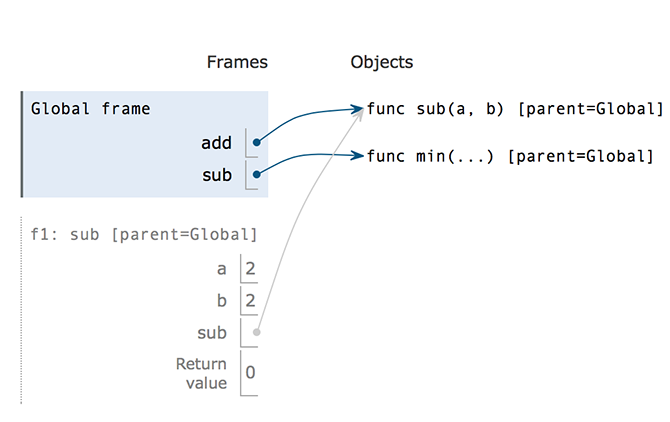 Frames Objects
Global frame
func sub(a, b) [parent=Global]
add
sub
func min(...) [parent=Global]
f1: sub [parent=Global]
a 2
b 2
sub
Return
value 0